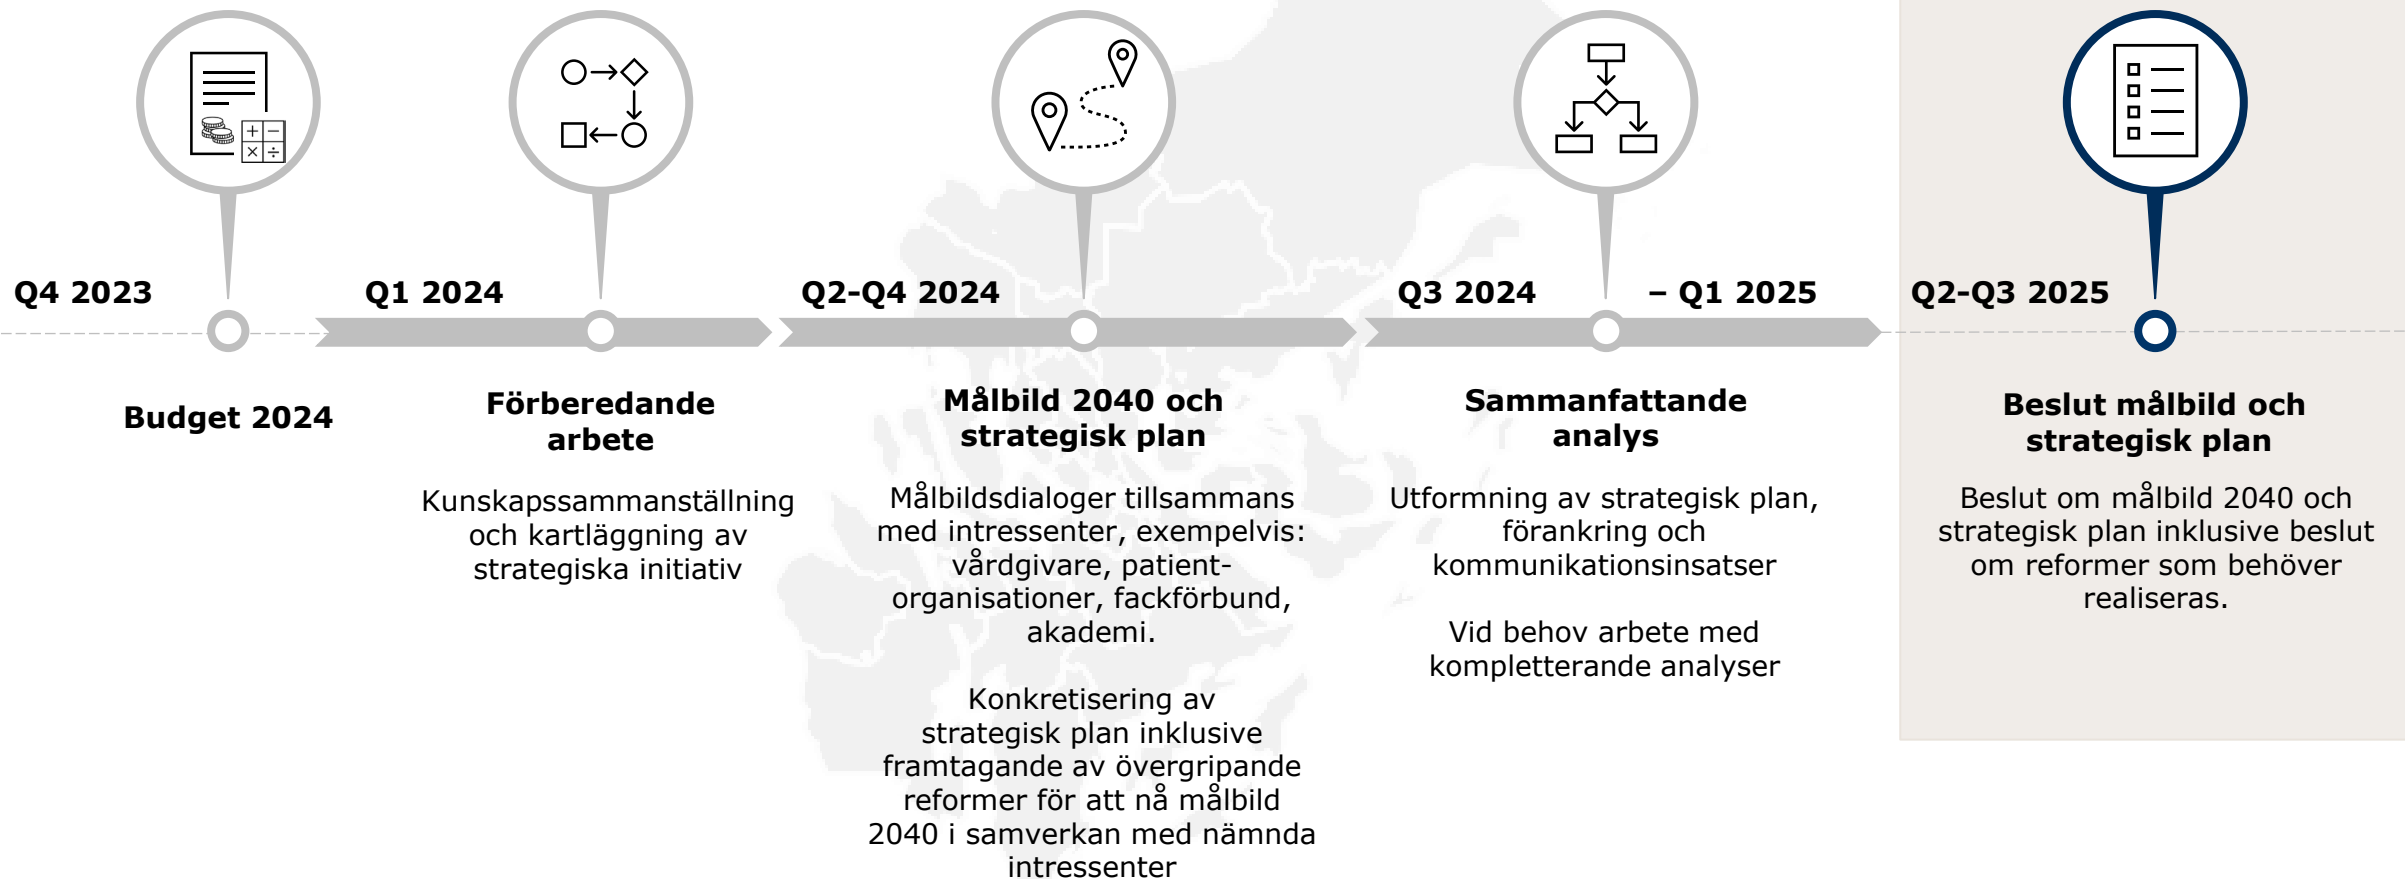 Q4 2023
Budget 2024
Q1 2024
Förberedande
arbete
Kunskapssammanställning
och kartläggning av
strategiska initiativ
Q2-Q4 2024
Målbild 2040 och
strategisk plan
Målbildsdialoger tillsammans
med intressenter, exempelvis:
vårdgivare, patient-
organisationer, fackförbund,
akademi.
Konkretisering av
strategisk plan inklusive
framtagande av övergripande
reformer för att nå målbild
2040 i samverkan med nämnda
intressenter
Q3 2024 – Q1 2025
Sammanfattande
analys
Utformning av strategisk plan,
förankring och
kommunikationsinsatser
Vid behov arbete med
kompletterande analyser
Q2-Q3 2025
Beslut målbild och
strategisk plan
Beslut om målbild 2040 och
strategisk plan inklusive beslut
om reformer som behöver
realiseras.